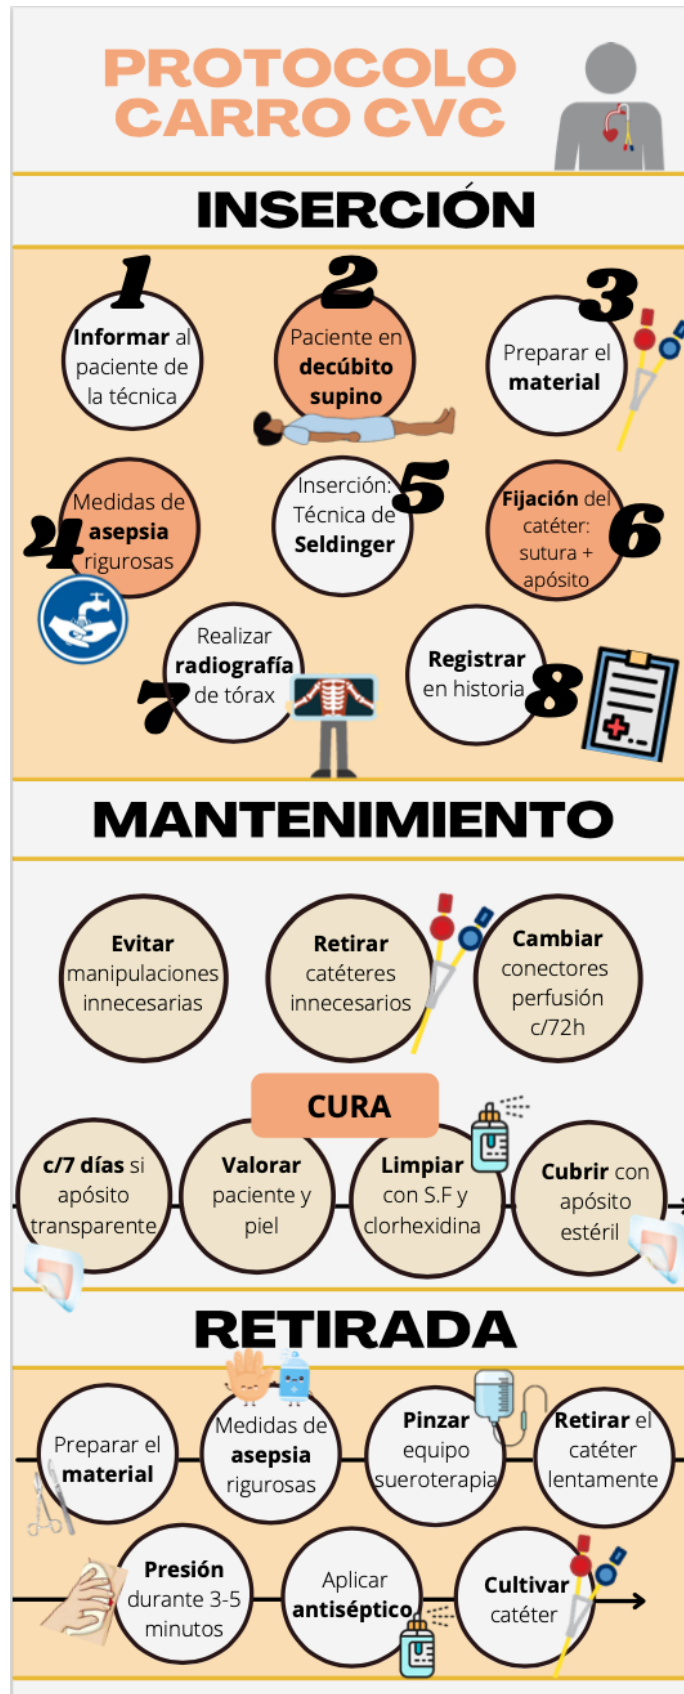 PROTOCOLO
CARRO CVC
INSERCIÓN
1
Informar al
paciente de
la técnica
2
Paciente en
decúbito
supino
3
Preparar el
material
4
Medidas de
asepsia
rigurosas
5
Inserción:
Técnica de
Seldinger
6
Fijación del
catéter:
sutura +
apósito
7
Realizar
radiografía
de tórax
8
Registrar
en historia
MANTENIMIENTO
Evitar
manipulaciones
innecesarias
Retirar
catéteres
innecesarios
Cambiar
conectores
perfusión
c/72h
CURA
c/7 días si
apósito
transparente
Valorar
paciente y
piel
Limpiar
con S.F y
clorhexidina
Cubrir con
apósito
estéril
RETIRADA
Preparar el
material
Medidas de
asepsia
rigurosas
Pinzar
equipo
sueroterapia
Retirar el
catéter
lentamente
Presión
durante 3-5
minutos
Aplicar
antiséptico
Cultivar
catéter